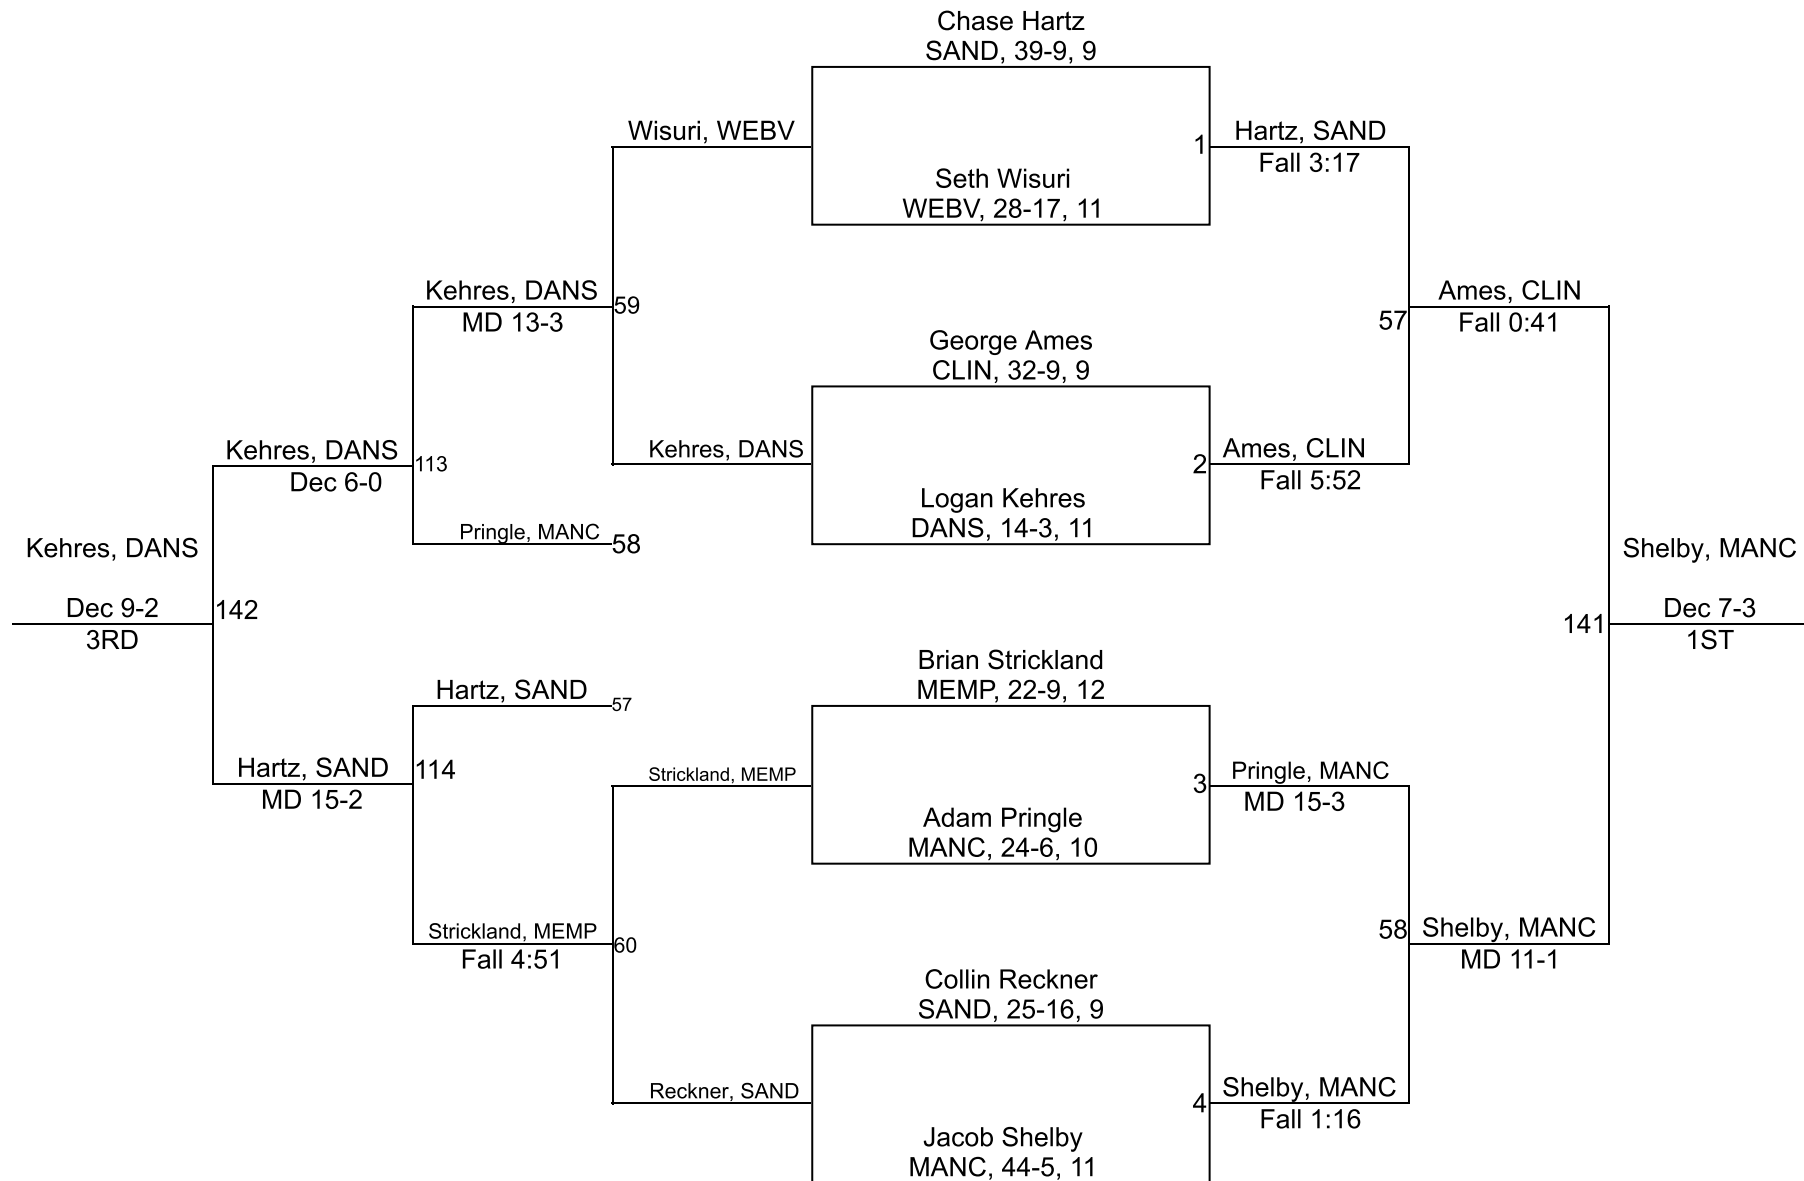 Chase Hartz
SAND, 39-9, 9
Wisuri, WEBV
1
Hartz, SAND
Fall 3:17
Seth Wisuri
WEBV, 28-17, 11
Kehres, DANS
MD 13-3
59
Ames, CLIN
Fall 0:41
57
George Ames
CLIN, 32-9, 9
Kehres, DANS
Dec 6-0
113
Kehres, DANS
2
Ames, CLIN
Fall 5:52
Logan Kehres
DANS, 14-3, 11
Pringle, MANC
58
Kehres, DANS
Dec 9-2
3RD
142
Shelby, MANC
141
Dec 7-3
1ST
Brian Strickland
MEMP, 22-9, 12
Hartz, SAND
57
Hartz, SAND
MD 15-2
114
Strickland, MEMP
3
Pringle, MANC
MD 15-3
Adam Pringle
MANC, 24-6, 10
Strickland, MEMP
Fall 4:51
60
58
Shelby, MANC
MD 11-1
Collin Reckner
SAND, 25-16, 9
Reckner, SAND
4
Shelby, MANC
Fall 1:16
Jacob Shelby
MANC, 44-5, 11